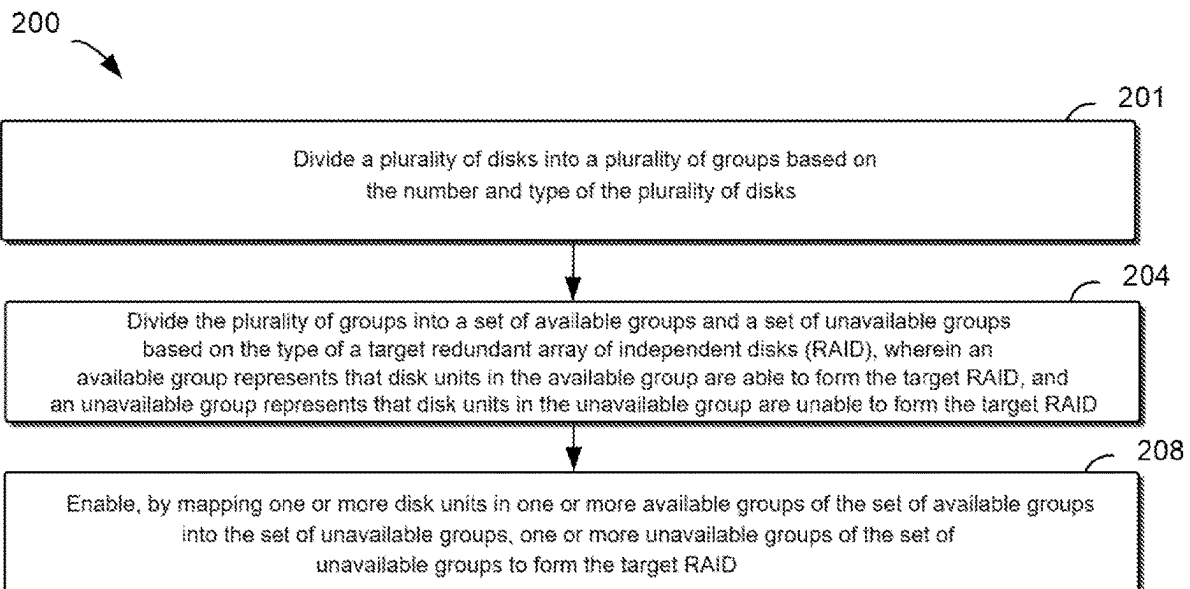 200
201
Divide a plurality of disks into a plurality of groups based on
the number and type of the plurality of disks
204
Divide the plurality of groups into a set of available groups and a set of unavailable groups
based on the type of a target redundant array of independent disks (RAID), wherein an
available group represents that disk units in the available group are able to form the target RAID, and
an unavailable group represents that disk units in the unavailable group are unable to form the target RAID
208
Enable, by mapping one or more disk units in one or more available groups of the set of available groups
into the set of unavailable groups, one or more unavailable groups of the set of
unavailable groups to form the target RAID